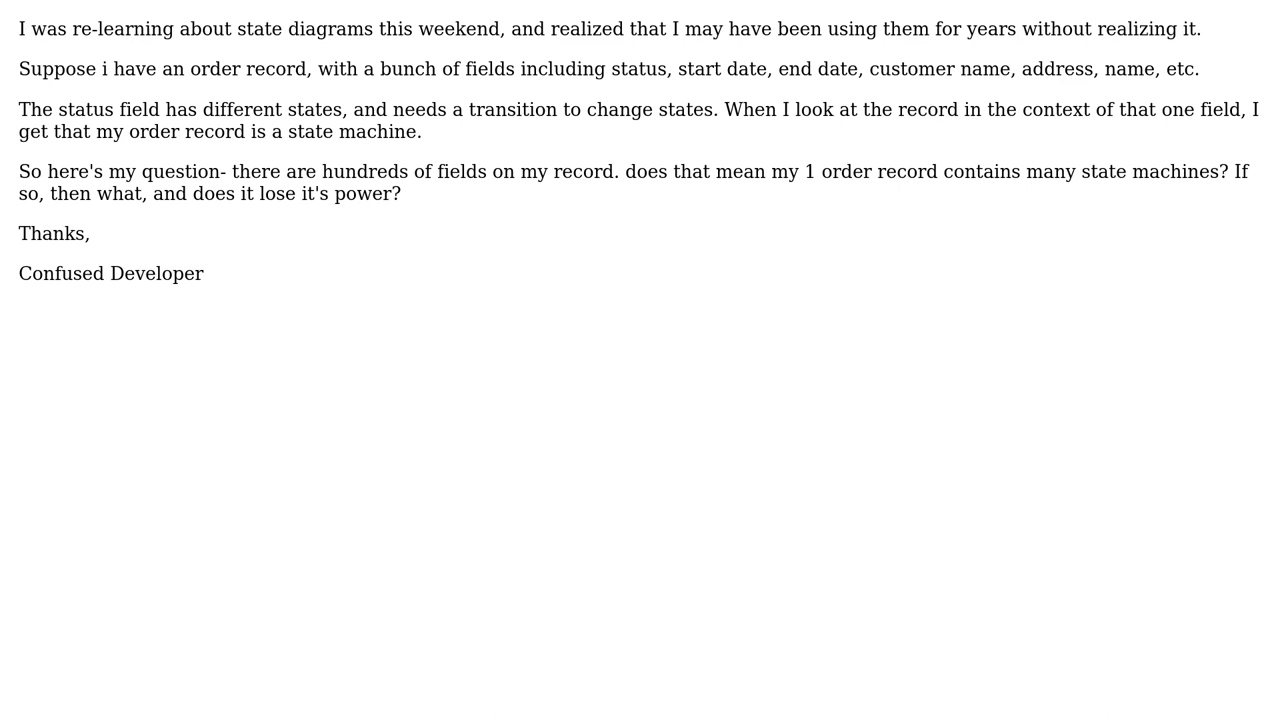 I was re-learning about state diagrams this weekend, and realized that I may have been using them for years without realizing it.
Suppose i have an order record, with a bunch of fields including status, start date, end date, customer name, address, name, etc.
The status field has different states, and needs a transition to change states. When I look at the record in the context of that one field, I
get that my order record is a state machine.
So here's my question- there are hundreds of fields on my record. does that mean my 1 order record contains many state machines? If
so, then what, and does it lose it's power?
Thanks,
Confused Developer